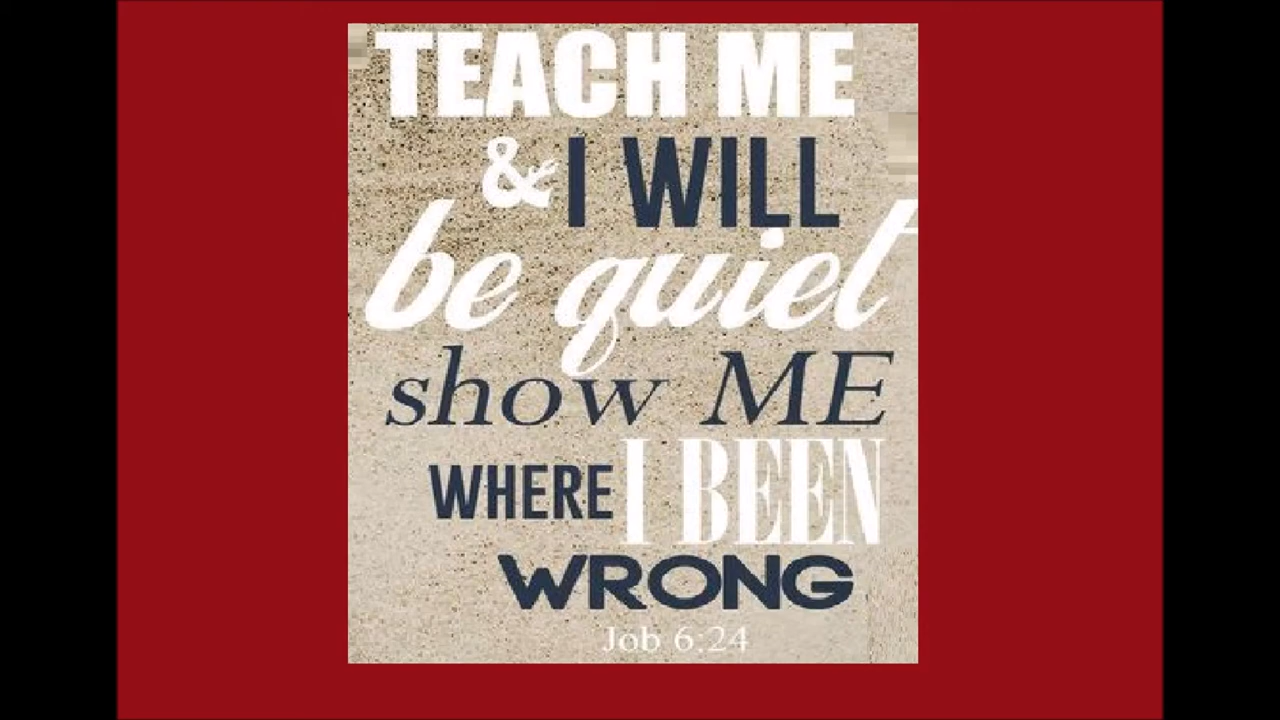 TEACH ME
& I WILL
be quiet
show ME
WHERE I BEEN
WRONG
Job 6:24